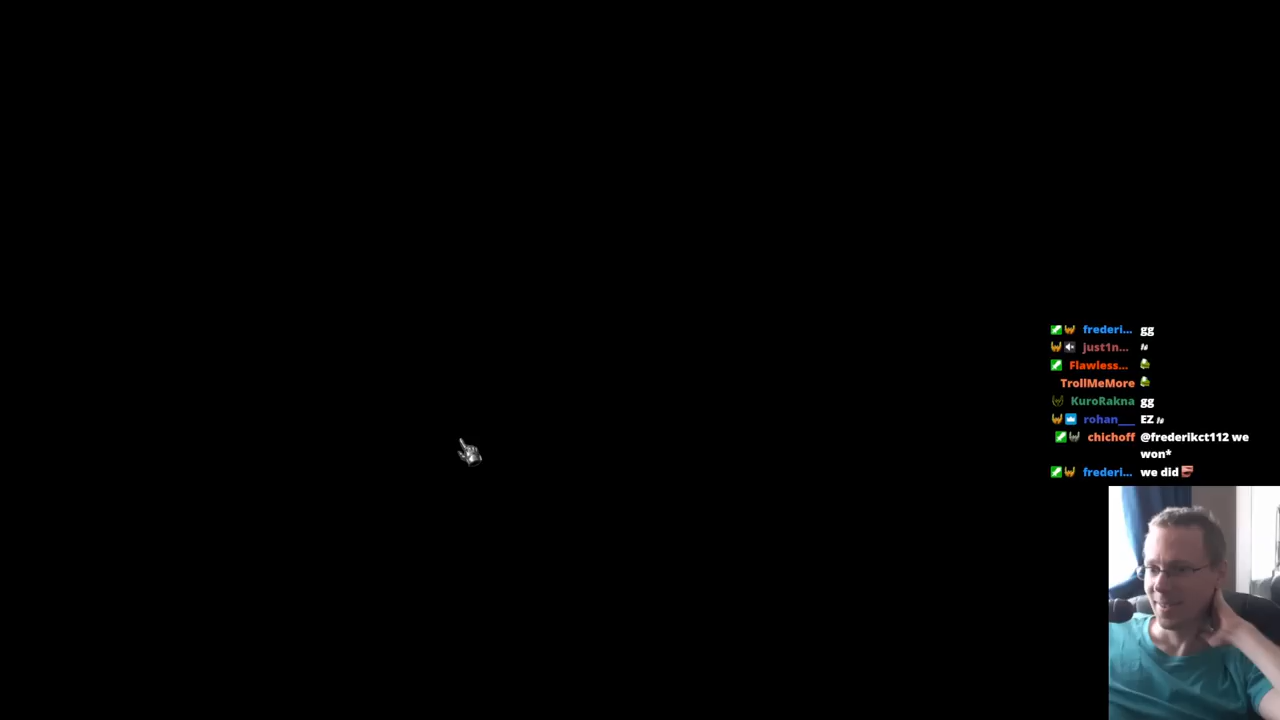 frederi... gg
just1n...
Flawless...
TrollMeMore
KuroRakna gg
rohan___ EZ
chichoff @frederikct112 we
won*
frederi... we did